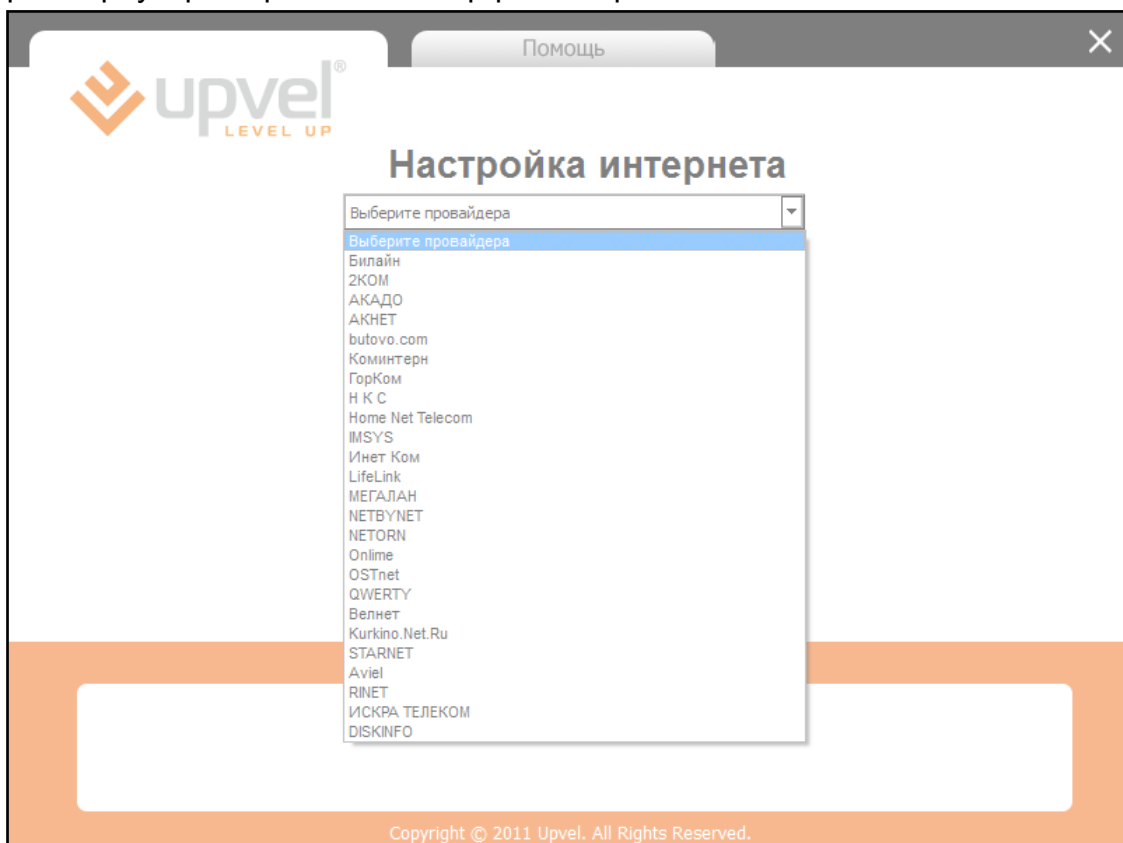 Помощь
upvel®
LEVEL UP
Настройка интернета
Выберите провайдера
Выберите провайдера
Билайн
2КОМ
АКАДО
АКНЕТ
butovo.com
Коминтерн
ГорКом
Н К С
Home Net Telecom
IMSYS
Инет Ком
LifeLink
МЕГАЛАН
NETBYNET
NETORN
Onlime
OSTnet
QWERTY
Велнет
Kurkino.Net.Ru
STARNET
Aviel
RINET
ИСКРА ТЕЛЕКОМ
DISKINFO
Copyright © 2011 Upvel. All Rights Reserved.